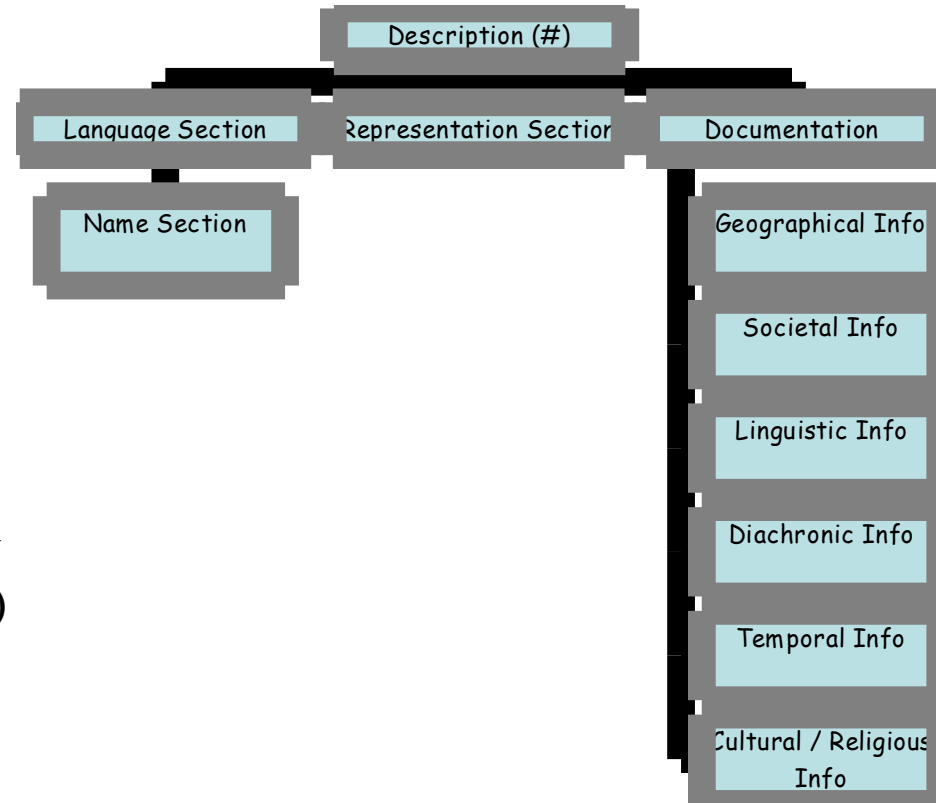 Description (#)
Language Section
Representation Section
Documentation
Name Section
Geographical Info
Societal Info
Linguistic Info
Diachronic Info
)
Temporal Info
Cultural / Religious
Info